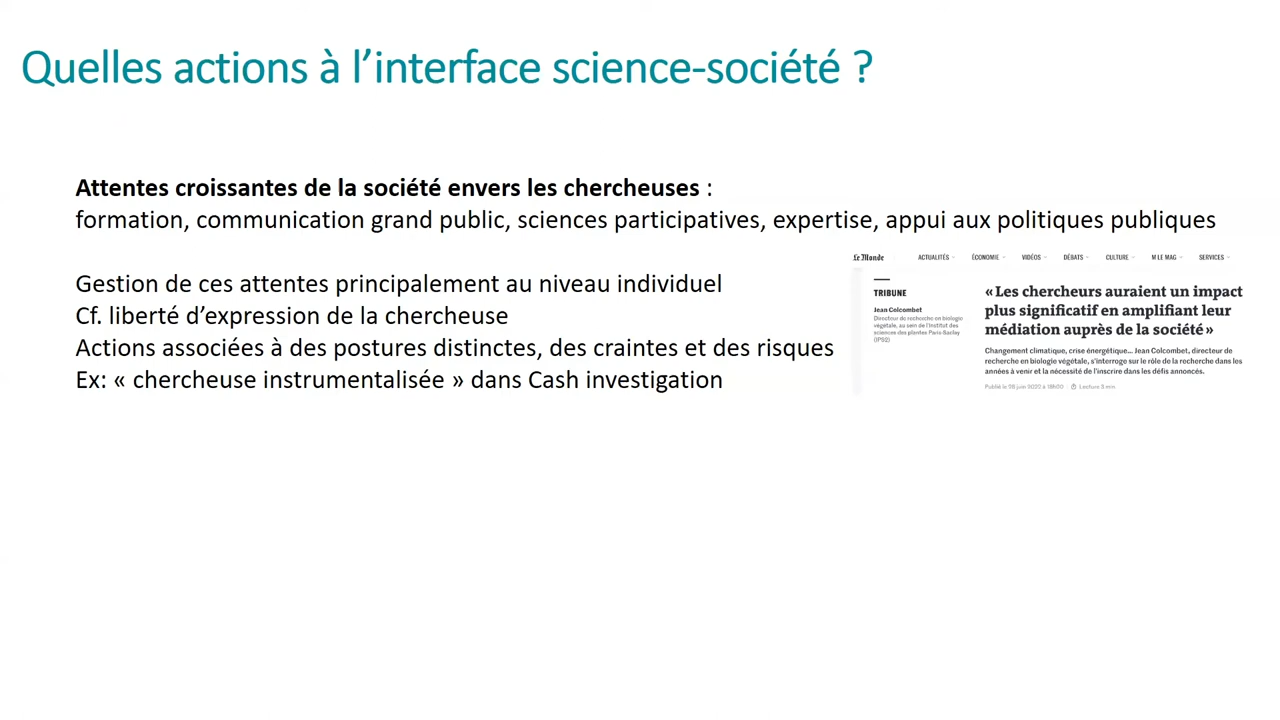 Quelles actions à l’interface science-société ?
Attentes croissantes de la société envers les chercheuses :
formation, communication grand public, sciences participatives, expertise, appui aux politiques publiques
Gestion de ces attentes principalement au niveau individuel
Cf. liberté d’expression de la chercheuse
Actions associées à des postures distinctes, des craintes et des risques
Ex: « chercheuse instrumentalisée » dans Cash investigation
Le Monde ACTUALITÉS ÉCONOMIE VIDÉOS DÉBATS CULTURE M LE MAG SERVICES
TRIBUNE
Jean Colcombet
Directeur de recherche en biologie
végétale, au sein de l'Institut des
sciences des plantes Paris-Saclay
(IPS2)
« Les chercheurs auraient un impact
plus significatif en amplifiant leur
médiation auprès de la société »
Changement climatique, crise énergétique… Jean Colcombet, directeur de
recherche en biologie végétale, s'interroge sur le rôle de la recherche dans les
années à venir et la nécessité de l'inscrire dans les défis annoncés.
Publié le 28 juin 2022 à 18h00 Lecture 3 min